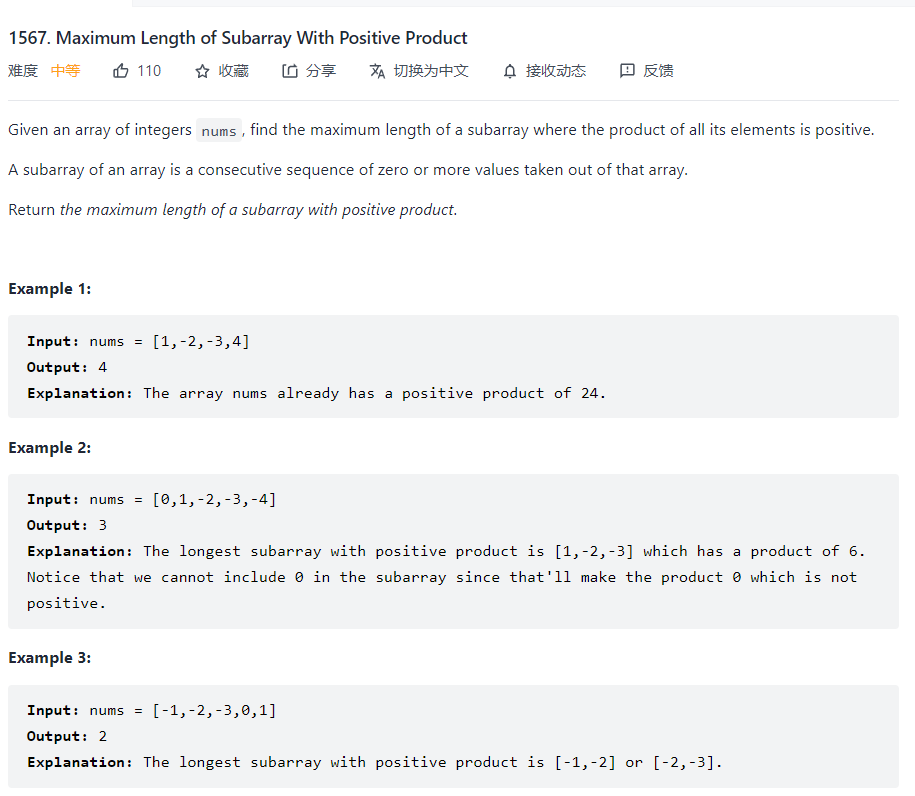 1567. Maximum Length of Subarray With Positive Product
难度 中等 110 收藏 分享 切换为中文 接收动态 反馈
Given an array of integers nums, find the maximum length of a subarray where the product of all its elements is positive.
A subarray of an array is a consecutive sequence of zero or more values taken out of that array.
Return the maximum length of a subarray with positive product.
Example 1:
Input: nums = [1,-2,-3,4]
Output: 4
Explanation: The array nums already has a positive product of 24.
Example 2:
Input: nums = [0,1,-2,-3,-4]
Output: 3
Explanation: The longest subarray with positive product is [1,-2,-3] which has a product of 6.
Notice that we cannot include 0 in the subarray since that'll make the product 0 which is not
positive.
Example 3:
Input: nums = [-1,-2,-3,0,1]
Output: 2
Explanation: The longest subarray with positive product is [-1,-2] or [-2,-3].